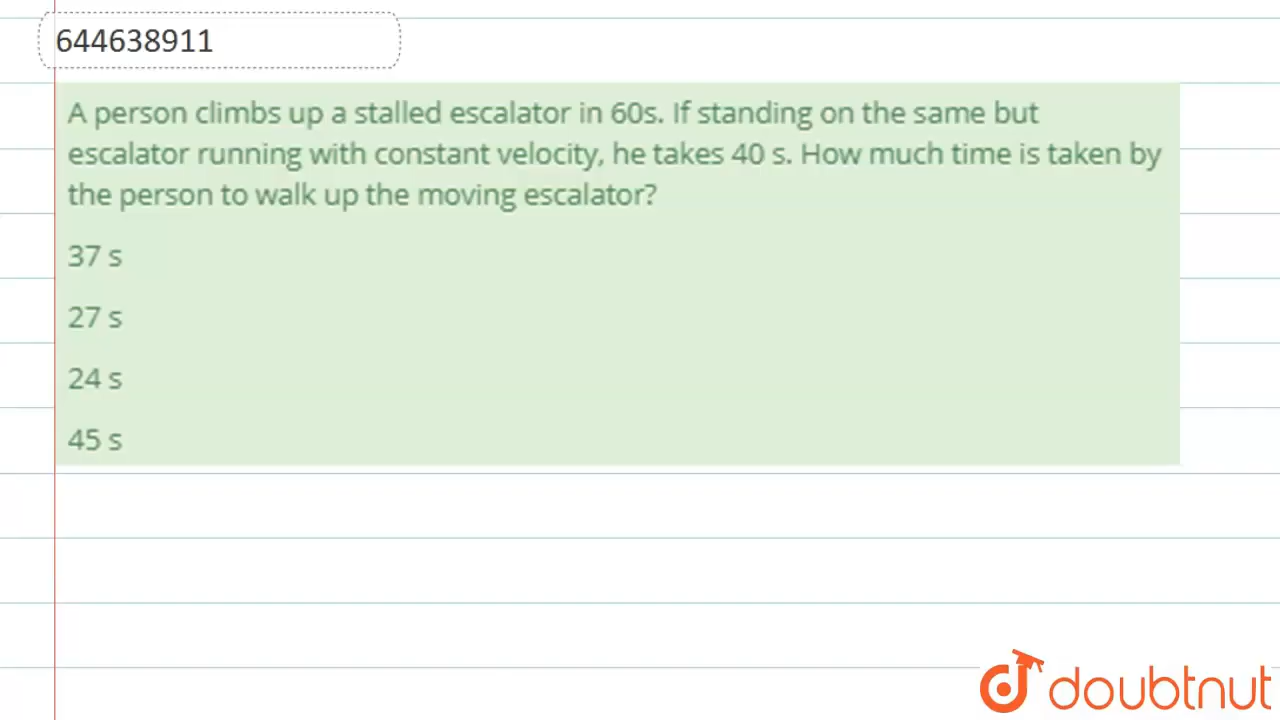 644638911
A person climbs up a stalled escalator in 60s. If standing on the same but
escalator running with constant velocity, he takes 40 s. How much time is taken by
the person to walk up the moving escalator?
37 s
27 s
24 s
45 s
doubtnut